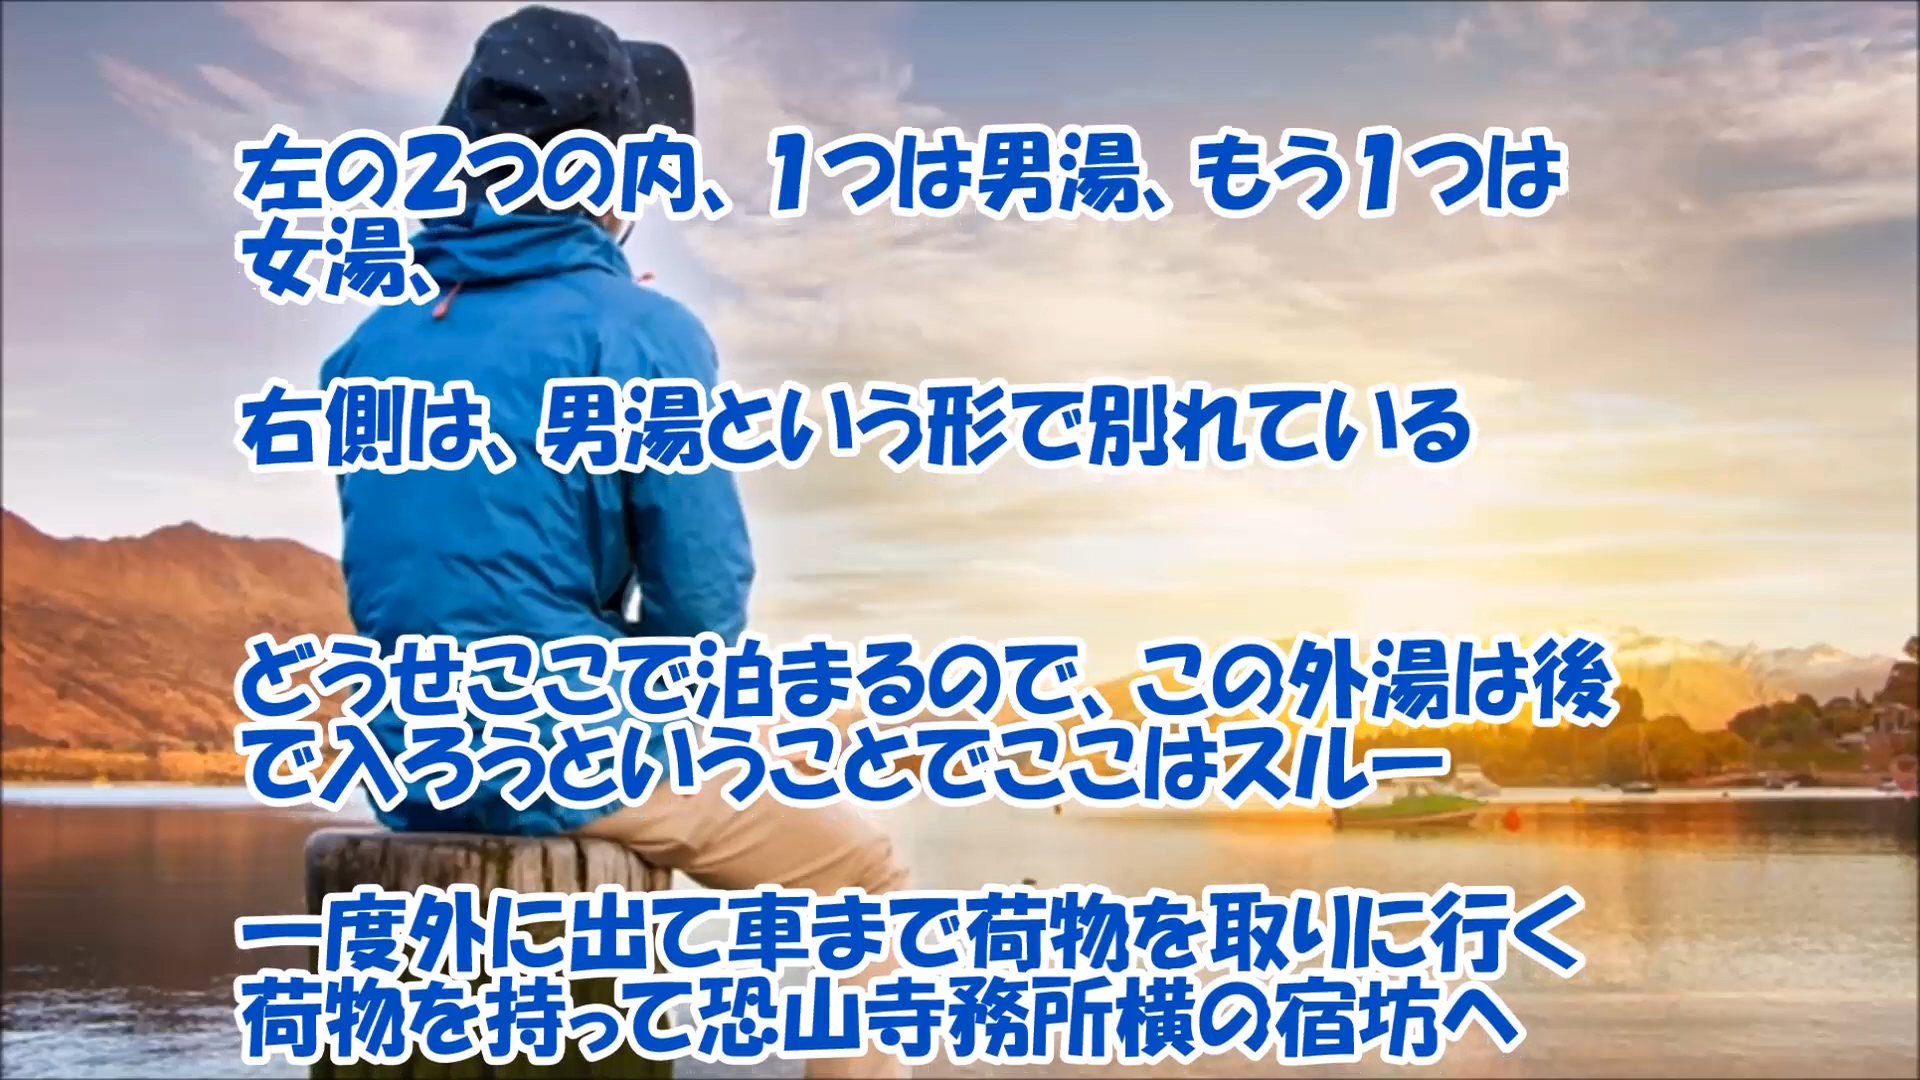 左の2つの内、1つは男湯、もう1つは
女湯、
右側は、男湯という形で別れている
どうせここで泊まるので、この外湯は後
で入ろうということでここはスルー
一度外に出て車まで荷物を取りに行く
荷物を持って恐山寺務所横の宿坊へ